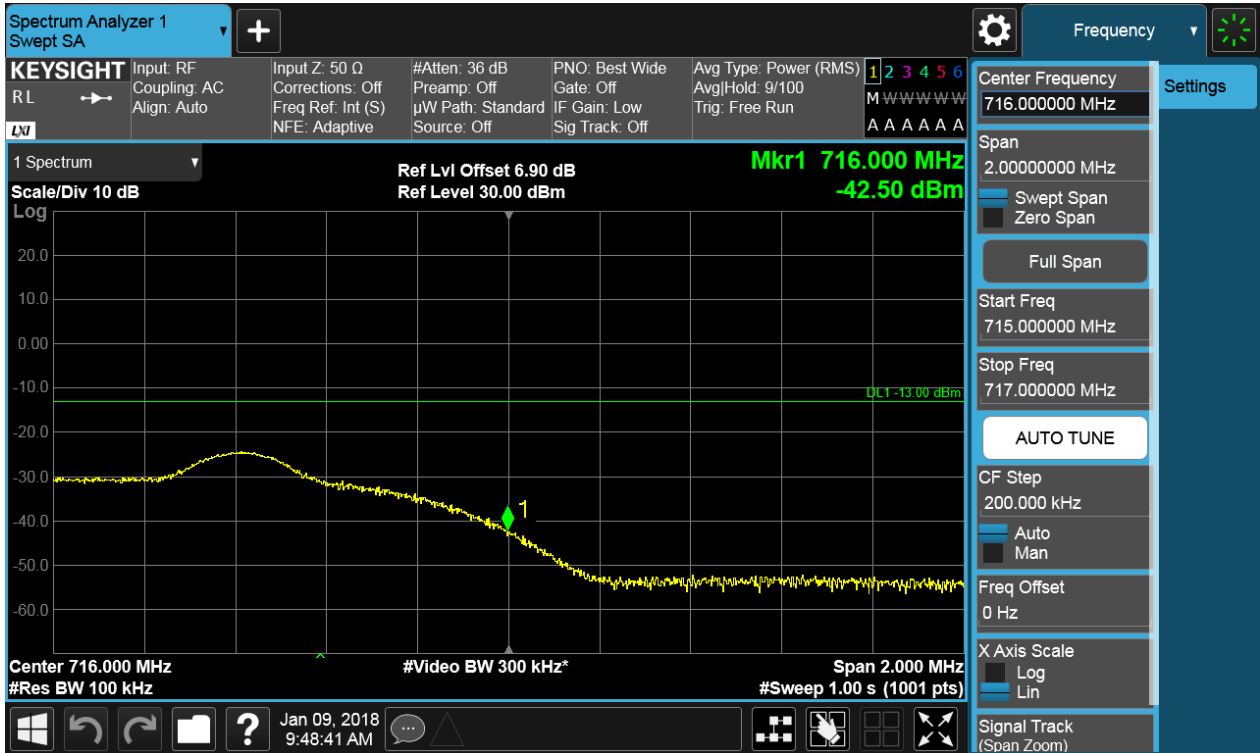 Spectrum Analyzer 1
Swept SA
+
Frequency
KEYSIGHT
RL
LXI
Input: RF
Coupling: AC
Align: Auto
Input Z: 50 Ω
Corrections: Off
Freq Ref: Int (S)
NFE: Adaptive
#Atten: 36 dB
Preamp: Off
µW Path: Standard
Source: Off
PNO: Best Wide
Gate: Off
IF Gain: Low
Sig Track: Off
Avg Type: Power (RMS)
Avg|Hold: 9/100
Trig: Free Run
1 2 3 4 5 6
M W W W W W
A A A A A A
1 Spectrum
Scale/Div 10 dB
Ref Lvl Offset 6.90 dB
Ref Level 30.00 dBm
Mkr1 716.000 MHz
-42.50 dBm
Log
20.0
10.0
0.00
-10.0
-20.0
-30.0
-40.0
-50.0
-60.0
DL1 -13.00 dBm
1
Center 716.000 MHz
#Res BW 100 kHz
#Video BW 300 kHz*
Span 2.000 MHz
#Sweep 1.00 s (1001 pts)
Center Frequency
716.000000 MHz
Span
2.00000000 MHz
Swept Span
Zero Span
Full Span
Start Freq
715.000000 MHz
Stop Freq
717.000000 MHz
AUTO TUNE
CF Step
200.000 kHz
Auto
Man
Freq Offset
0 Hz
X Axis Scale
Log
Lin
Signal Track
(Span Zoom)
Settings
?
Jan 09, 2018
9:48:41 AM